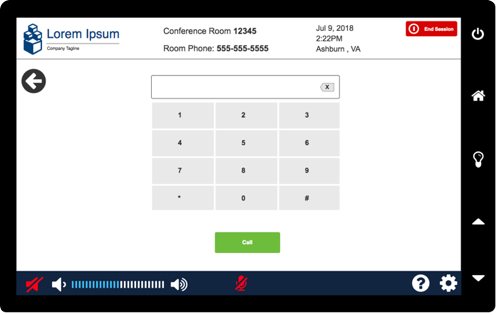 Lorem Ipsum
Company Tagline
Conference Room 12345
Room Phone: 555-555-5555
Jul 9, 2018
2:22PM
Ashburn , VA
End Session
X
1 2 3
4 5 6
7 8 9
* 0 #
Call
?